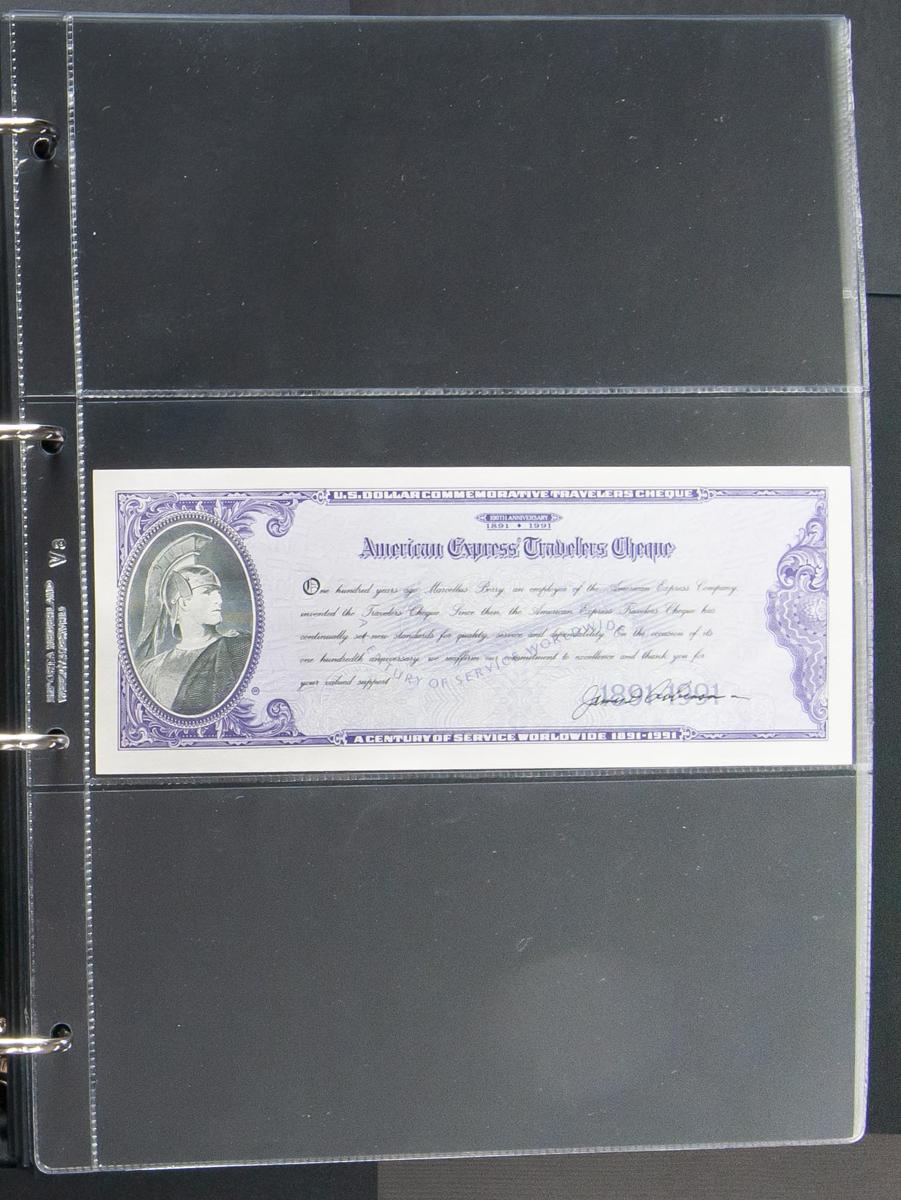 U.S. DOLLAR COMMEMORATIVE TRAVELERS CHEQUE
100TH ANNIVERSARY
1891 • 1991
American Express® Travelers Cheque
One hundred years ago Marcellus Berry, an employee of the American Express Company,
invented the Travelers Cheque. Since then, the American Express Travelers Cheque has
continually set new standards for quality, service and dependability. On the occasion of its
one hundredth anniversary, we reaffirm our commitment to excellence and thank you for
your valued support.
A CENTURY OF SERVICE WORLDWIDE
1891-1991
A CENTURY OF SERVICE WORLDWIDE 1891-1991
V3